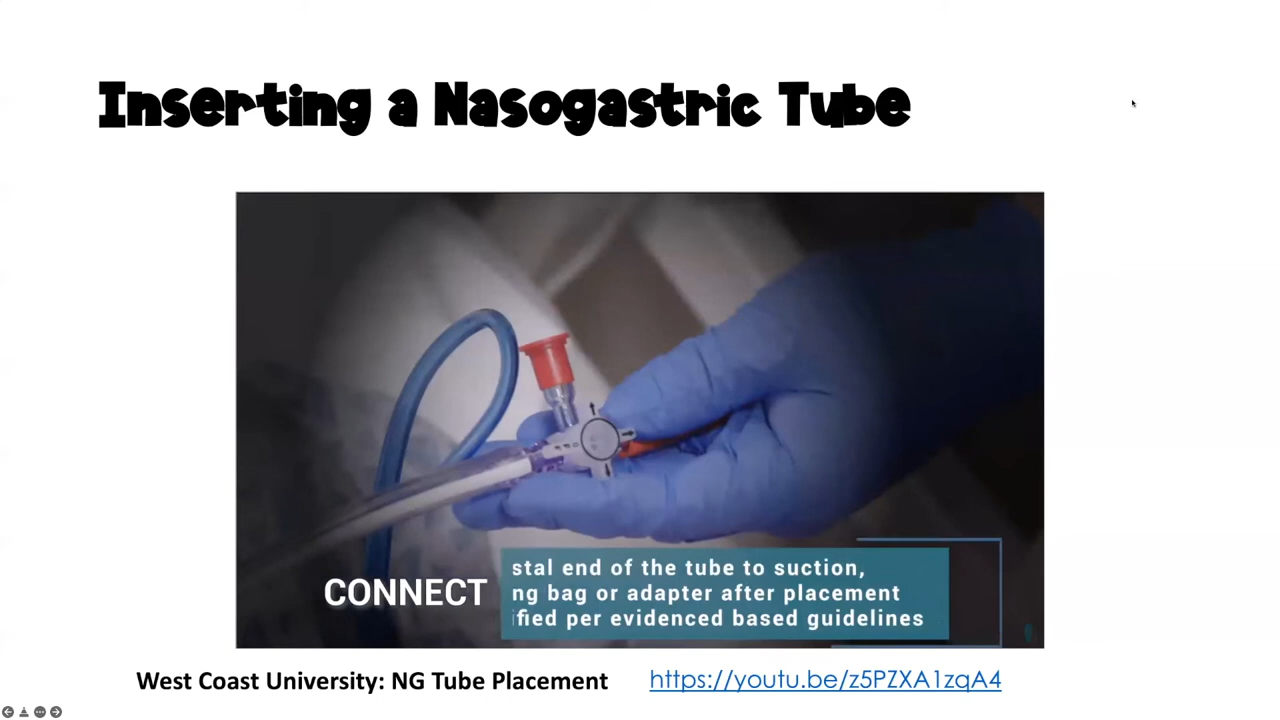 Inserting a Nasogastric Tube
CONNECT
stal end of the tube to suction,
ng bag or adapter after placement
fied per evidenced based guidelines
West Coast University: NG Tube Placement
https://youtu.be/z5PZXA1zqA4